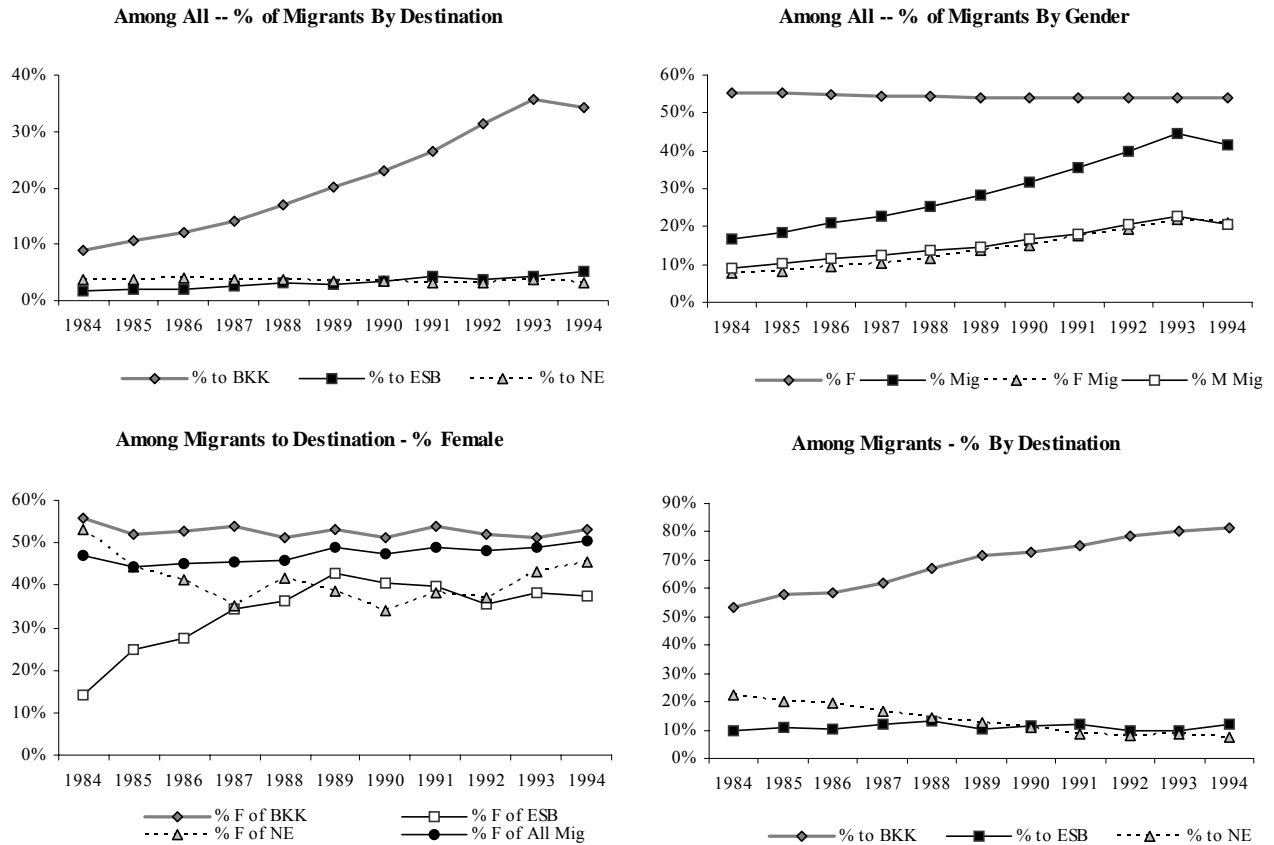 Among All -- % of Migrants By Destination
40%
30%
20%
10%
0%
1984 1985 1986 1987 1988 1989 1990 1991 1992 1993 1994
% to BKK % to ESB % to NE
Among All -- % of Migrants By Gender
60%
50%
40%
30%
20%
10%
0%
1984 1985 1986 1987 1988 1989 1990 1991 1992 1993 1994
% F % Mig % F Mig % M Mig
Among Migrants to Destination - % Female
60%
50%
40%
30%
20%
10%
0%
1984 1985 1986 1987 1988 1989 1990 1991 1992 1993 1994
% F of BKK % F of ESB
% F of NE % F of All Mig
Among Migrants - % By Destination
90%
80%
70%
60%
50%
40%
30%
20%
10%
0%
1984 1985 1986 1987 1988 1989 1990 1991 1992 1993 1994
% to BKK % to ESB % to NE